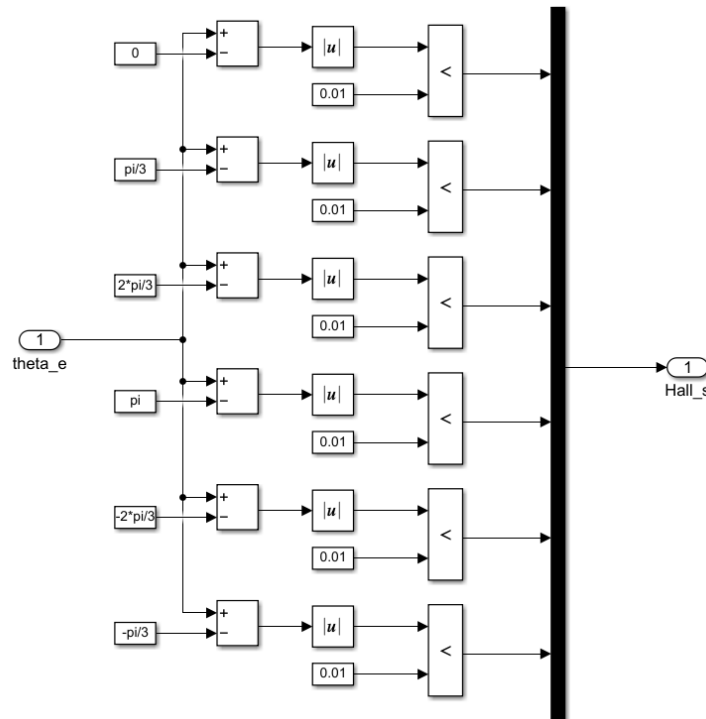 +
−
0
|u|
0.01
<
+
−
pi/3
|u|
0.01
<
+
−
2*pi/3
|u|
0.01
<
1
theta_e
+
−
pi
|u|
0.01
<
1
Hall_s
+
−
-2*pi/3
|u|
0.01
<
+
−
-pi/3
|u|
0.01
<